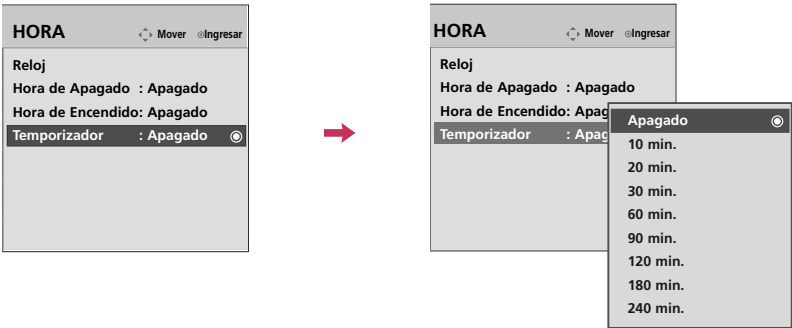 HORA Mover Ingresar
Reloj
Hora de Apagado : Apagado
Hora de Encendido: Apagado
Temporizador : Apagado
HORA Mover Ingresar
Reloj
Hora de Apagado : Apagado
Hora de Encendido: Apag
Temporizador : Apag
Apagado
10 min.
20 min.
30 min.
60 min.
90 min.
120 min.
180 min.
240 min.